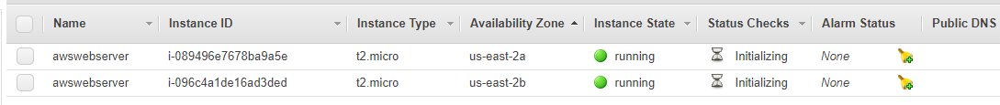 Name Instance ID Instance Type Availability Zone Instance State Status Checks Alarm Status Public DNS
awswebserver i-089496e7678ba9a5e t2.micro us-east-2a running Initializing None
awswebserver i-096c4a1de16ad3ded t2.micro us-east-2b running Initializing None